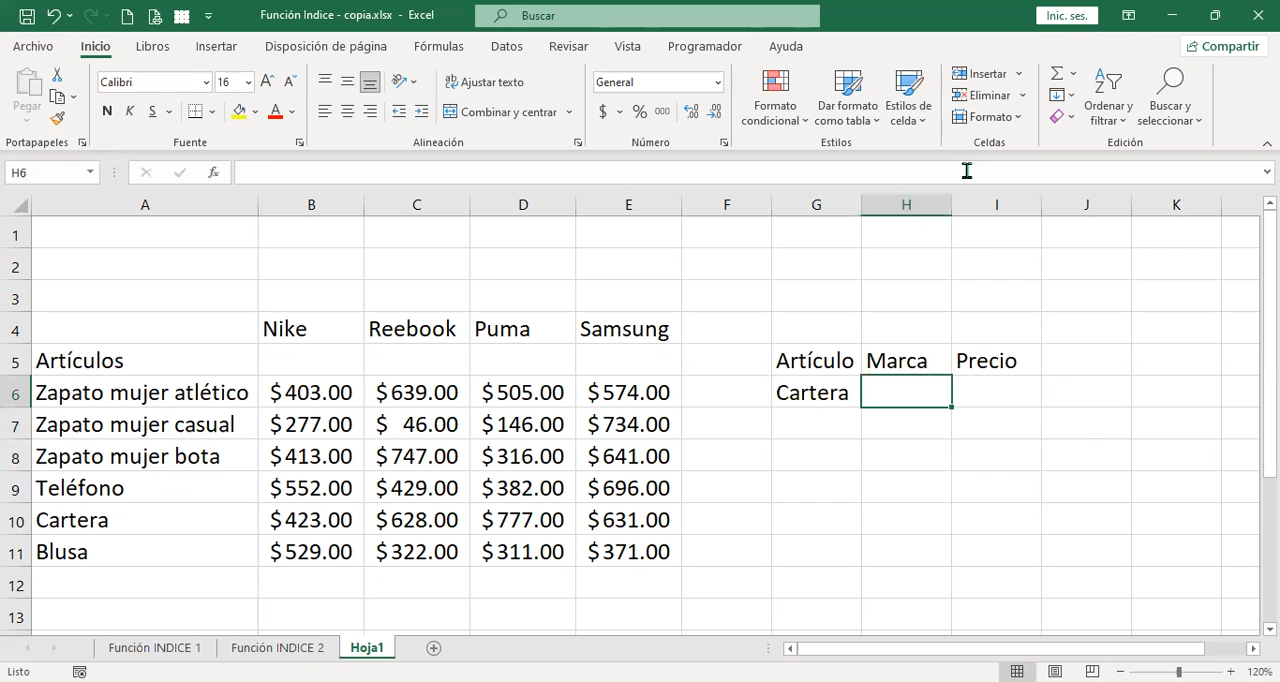 Función Indice - copia.xlsx - Excel
Buscar
Inic. ses.
Archivo Inicio Libros Insertar Disposición de página Fórmulas Datos Revisar Vista Programador Ayuda Compartir
Pegar
Calibri 16
N K S
Ajustar texto
Combinar y centrar
General
$ % 000
Formato condicional
Dar formato como tabla
Estilos de celda
Insertar
Eliminar
Formato
Ordenar y filtrar
Buscar y seleccionar
Portapapeles Fuente Alineación Número Estilos Celdas Edición
H6 fx
A B C D E F G H I J K
1
2
3
4 Nike Reebook Puma Samsung
5 Artículos Artículo Marca Precio
6 Zapato mujer atlético $403.00 $639.00 $505.00 $574.00 Cartera
7 Zapato mujer casual $277.00 $ 46.00 $146.00 $734.00
8 Zapato mujer bota $413.00 $747.00 $316.00 $641.00
9 Teléfono $552.00 $429.00 $382.00 $696.00
10 Cartera $423.00 $628.00 $777.00 $631.00
11 Blusa $529.00 $322.00 $311.00 $371.00
12
13
Función INDICE 1 Función INDICE 2 Hoja1
Listo 120%